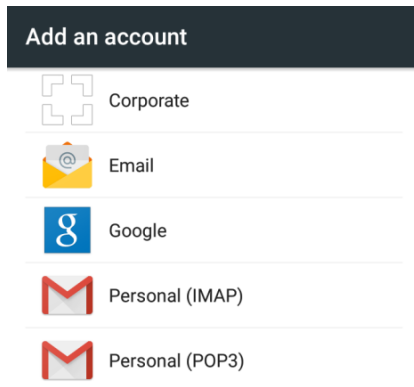 Add an account
Corporate
@
Email
g
Google
Personal (IMAP)
Personal (POP3)